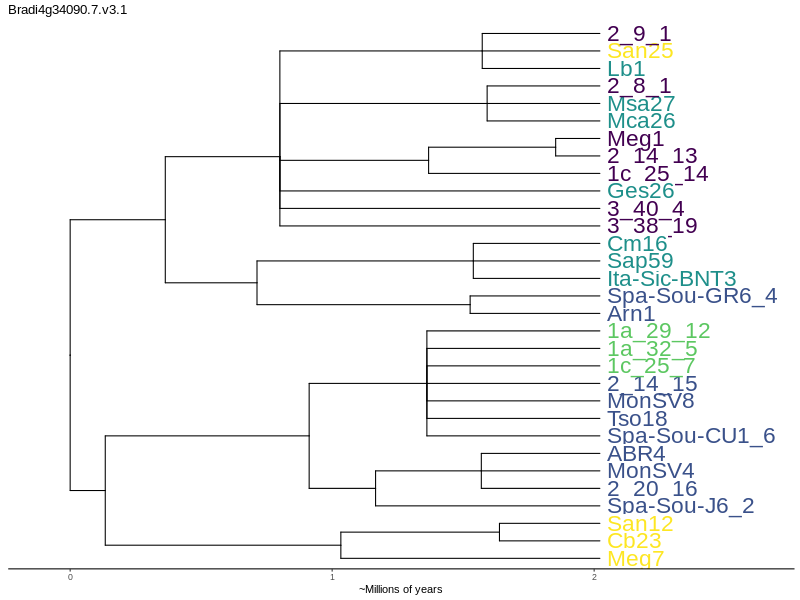 Bradi4g34090.7.v3.1
2_9_1
San25
Lb1
2_8_1
Msa27
Mca26
Meg1
2_14_13
1c_25_14
Ges26
3_40_4
3_38_19
Cm16
Sap59
Ita-Sic-BNT3
Spa-Sou-GR6_4
Arn1
1a_29_12
1a_32_5
1c_25_7
2_14_15
MonSV8
Tso18
Spa-Sou-CU1_6
ABR4
MonSV4
2_20_16
Spa-Sou-J6_2
San12
Cb23
Meg7
0 1 2
~Millions of years